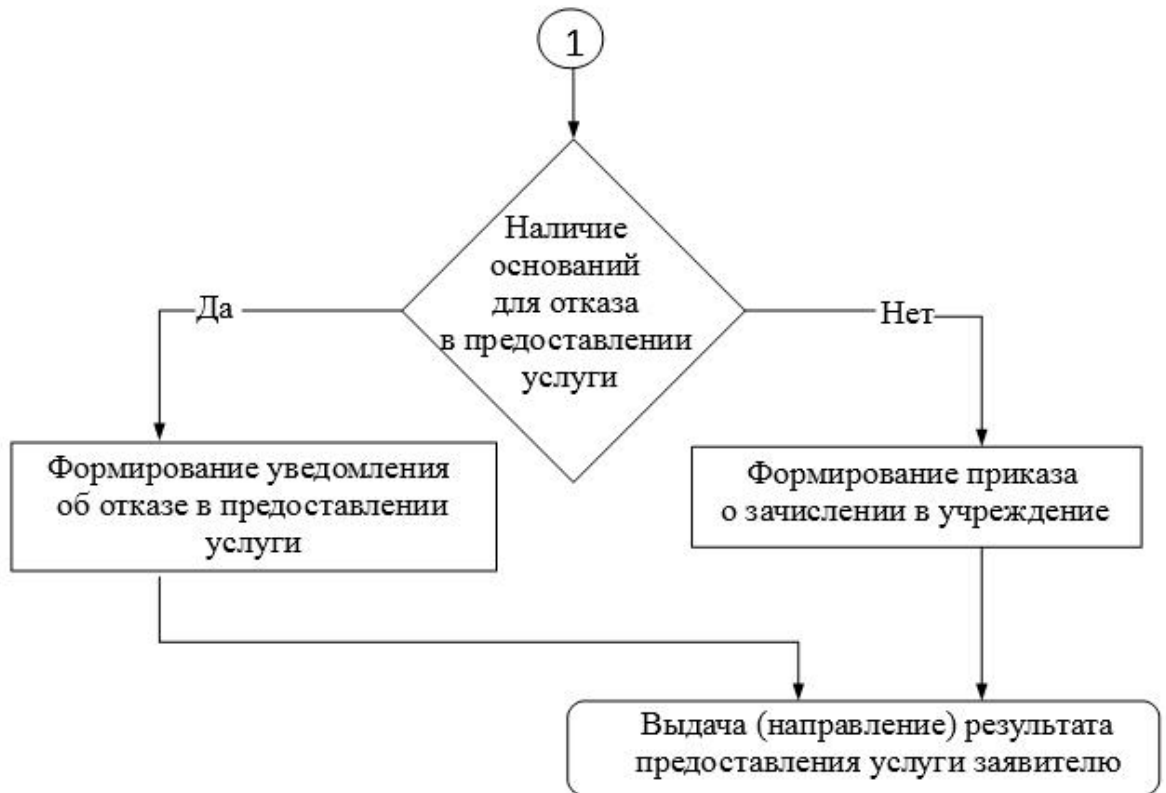 1
Наличие
оснований
для отказа
в предоставлении
услуги
Да
Нет
Формирование уведомления
об отказе в предоставлении
услуги
Формирование приказа
о зачислении в учреждение
Выдача (направление) результата
предоставления услуги заявителю